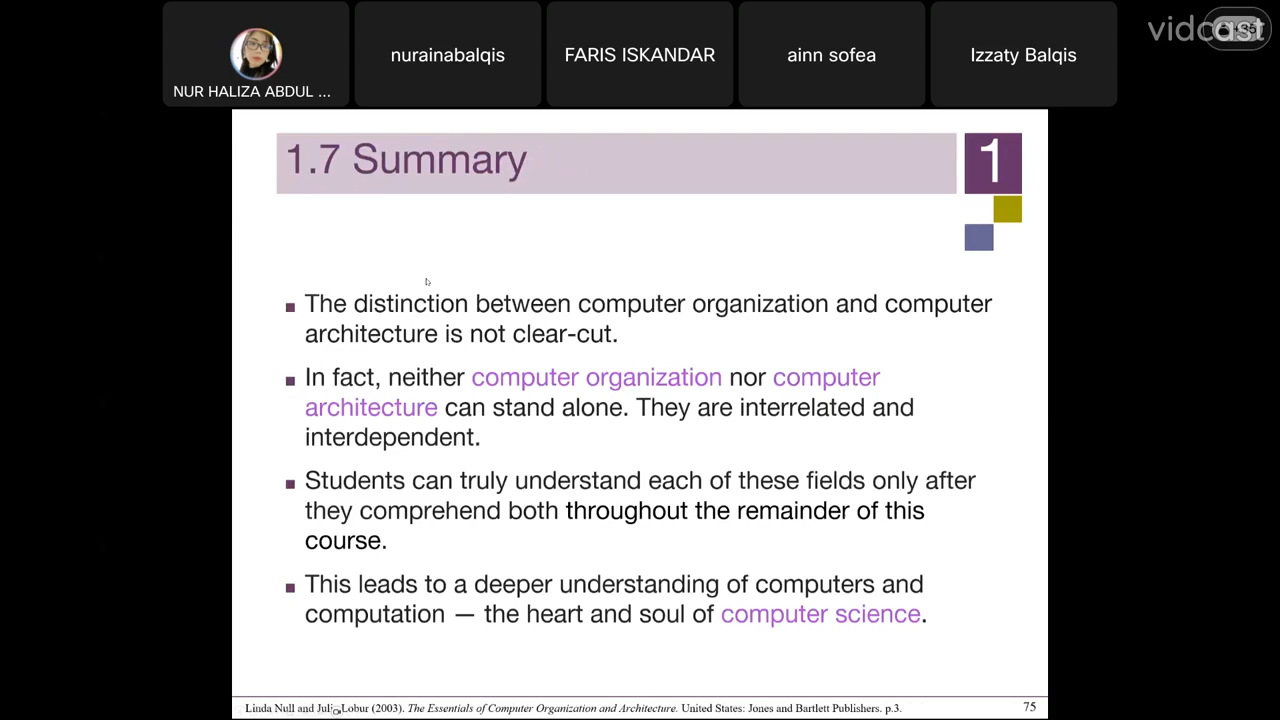 vidcast
NUR HALIZA ABDUL ...
nurainabalqis
FARIS ISKANDAR
ainn sofea
Izzaty Balqis
1.7 Summary
1
The distinction between computer organization and computer
architecture is not clear-cut.
In fact, neither computer organization nor computer
architecture can stand alone. They are interrelated and
interdependent.
Students can truly understand each of these fields only after
they comprehend both throughout the remainder of this
course.
This leads to a deeper understanding of computers and
computation — the heart and soul of computer science.
Linda Null and Lobur (2003). The Essentials of Computer Organization and Architecture. United States: Jones and Bartlett Publishers. p.3.
75